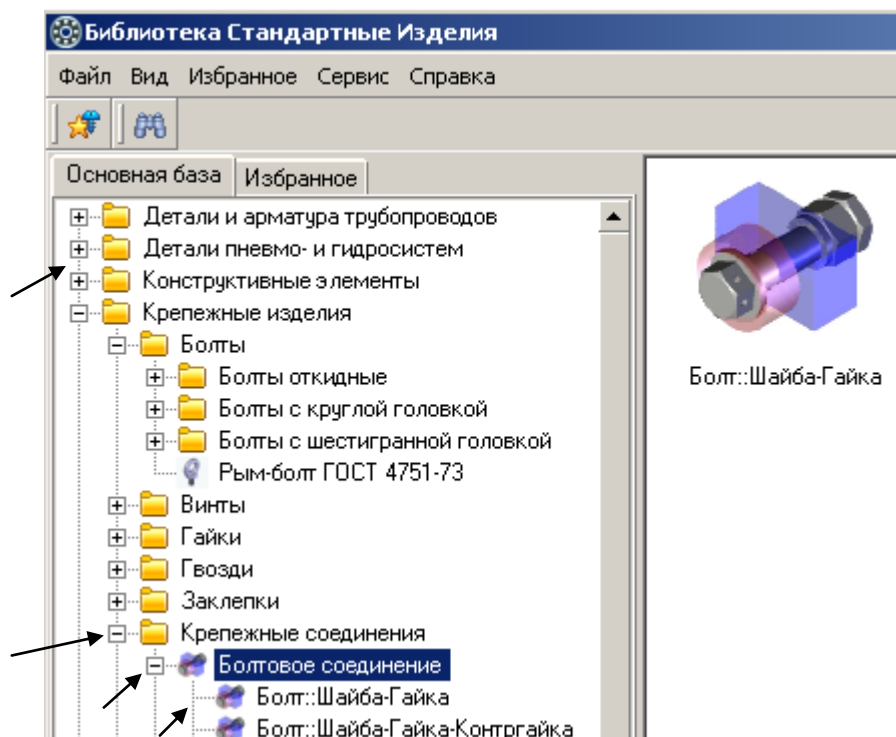 Библиотека Стандартные Изделия
Файл Вид Избранное Сервис Справка
Основная база Избранное
Детали и арматура трубопроводов
Детали пневмо- и гидросистем
Конструктивные элементы
Крепежные изделия
Болты
Болты откидные
Болты с круглой головкой
Болты с шестигранной головкой
Рым-болт ГОСТ 4751-73
Винты
Гайки
Гвозди
Заклепки
Крепежные соединения
Болтовое соединение
Болт::Шайба-Гайка
Болт::Шайба-Гайка-Контргайка
Болт::Шайба-Гайка